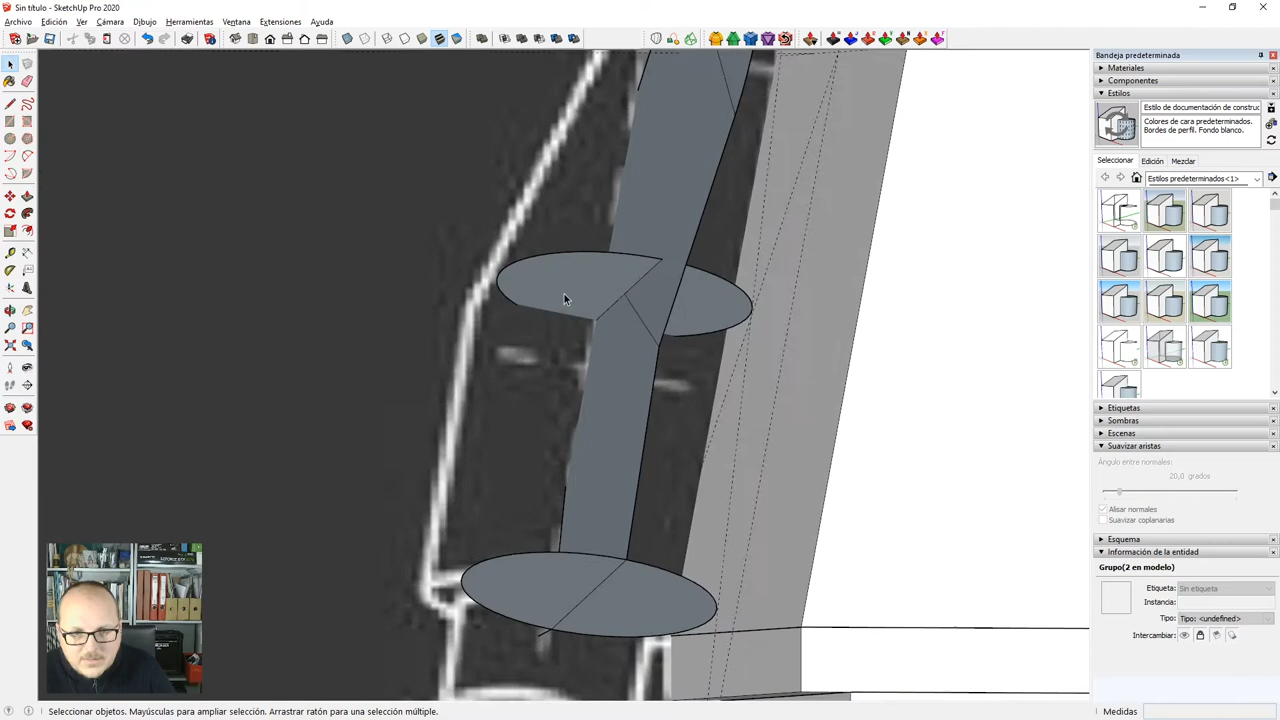 Sin título - SketchUp Pro 2020
Archivo Edición Ver Cámara Dibujo Herramientas Ventana Extensiones Ayuda
Bandeja predeterminada
Materiales
Componentes
Estilos
Estilo de documentación de construc
Colores de cara predeterminados.
Bordes de perfil. Fondo blanco.
Seleccionar Edición Mezclar
Estilos predeterminados<1>
Etiquetas
Sombras
Escenas
Suavizar aristas
Ángulo entre normales:
20,0 grados
Alisar normales
Suavizar coplanarias
Esquema
Información de la entidad
Grupo(2 en modelo)
Etiqueta: Sin etiqueta
Instancia:
Tipo: Tipo: <undefined>
Intercambiar:
Seleccionar objetos. Mayúsculas para ampliar selección. Arrastrar ratón para una selección múltiple.
Medidas